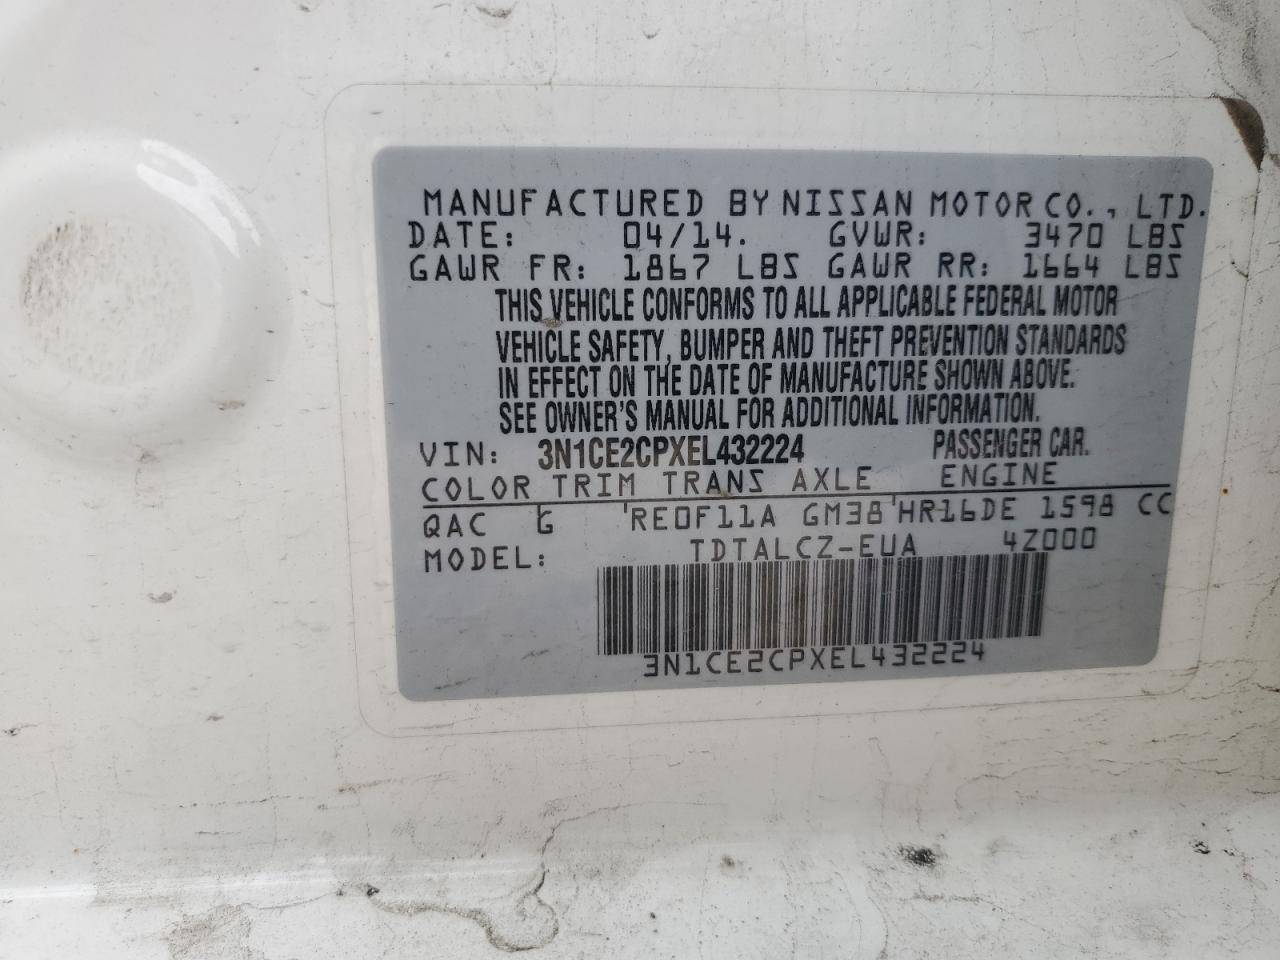 MANUFACTURED BY NISSAN MOTOR CO., LTD.
DATE: 04/14. GVWR: 3470 LBS
GAWR FR: 1867 LBS GAWR RR: 1664 LBS
THIS VEHICLE CONFORMS TO ALL APPLICABLE FEDERAL MOTOR
VEHICLE SAFETY, BUMPER AND THEFT PREVENTION STANDARDS
IN EFFECT ON THE DATE OF MANUFACTURE SHOWN ABOVE.
SEE OWNER'S MANUAL FOR ADDITIONAL INFORMATION.
VIN: 3N1CE2CPXEL432224 PASSENGER CAR.
COLOR TRIM TRANS AXLE ENGINE
QAC G RE0F11A GM38 HR16DE 1598 CC
MODEL: TDTALCZ-EUA 4Z000
3N1CE2CPXEL432224